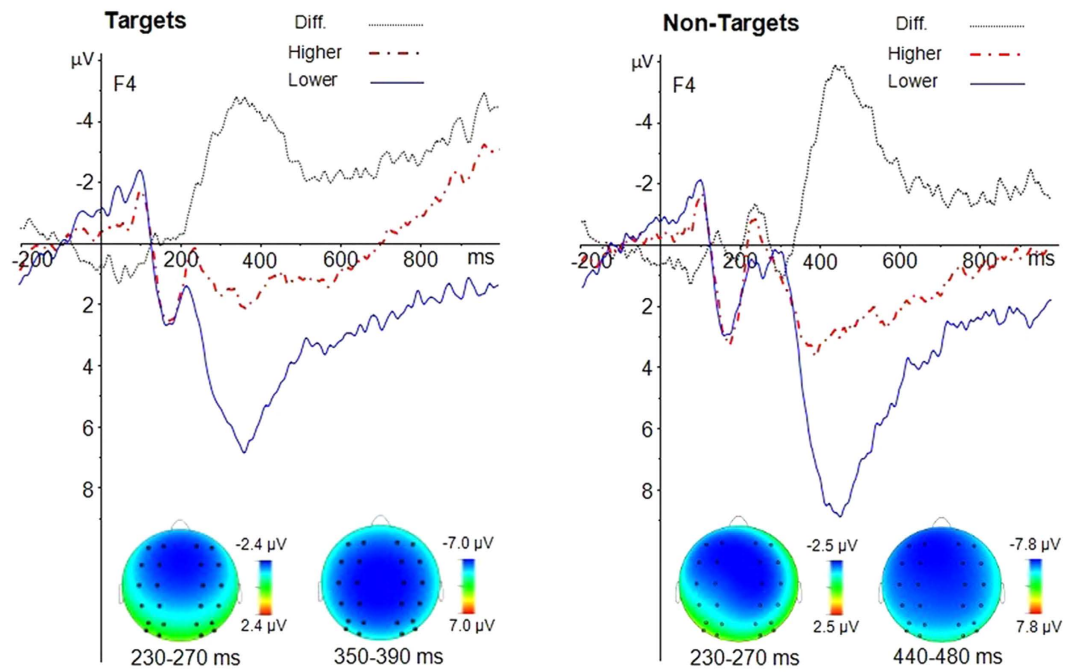 Targets
Diff.
Higher
Lower
µV
F4
-4
-2
-200
200
400
600
800
ms
2
4
6
8
-2.4 µV
2.4 µV
230-270 ms
-7.0 µV
7.0 µV
350-390 ms
Non-Targets
Diff.
Higher
Lower
µV
F4
-4
-2
-200
200
400
600
800
ms
2
4
6
8
-2.5 µV
2.5 µV
230-270 ms
-7.8 µV
7.8 µV
440-480 ms